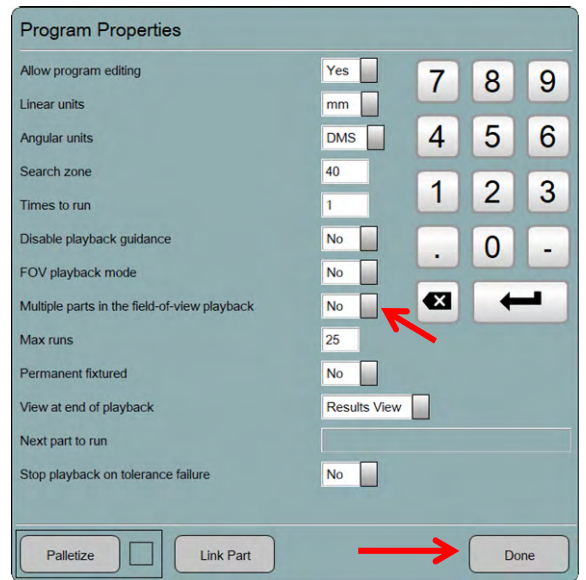 Program Properties
Allow program editing Yes
Linear units mm
Angular units DMS
Search zone 40
Times to run 1
Disable playback guidance No
FOV playback mode No
Multiple parts in the field-of-view playback No
Max runs 25
Permanent fixtured No
View at end of playback Results View
Next part to run
Stop playback on tolerance failure No
7 8 9
4 5 6
1 2 3
. 0 -
Palletize Link Part Done